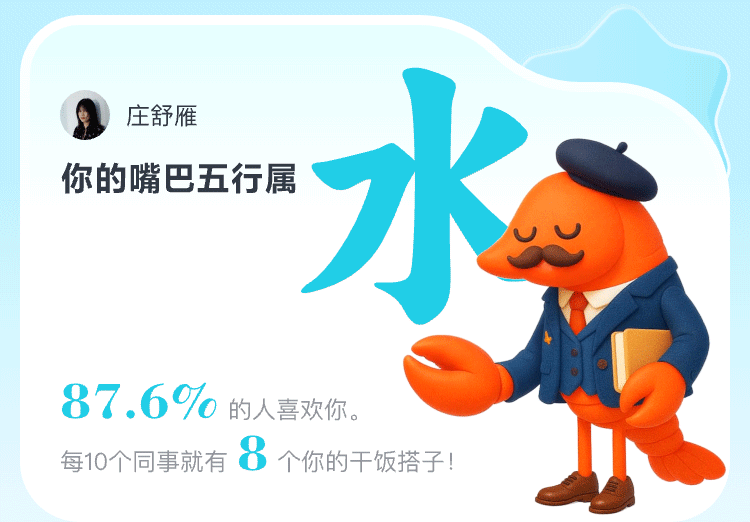 庄舒雁
你的嘴巴五行属
水
87.6% 的人喜欢你。
每10个同事就有 8 个你的干饭搭子!